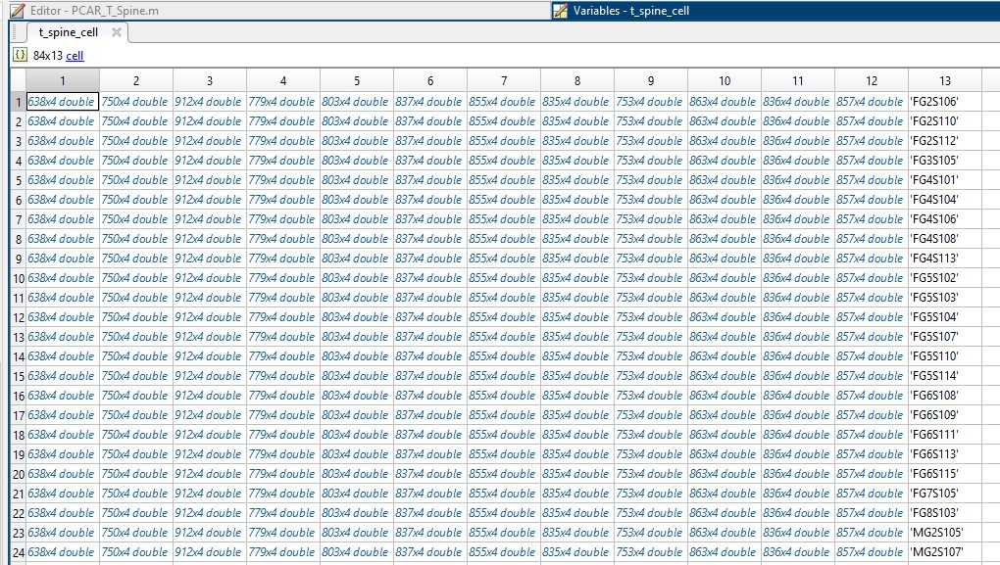 Editor - PCAR_T_Spine.m Variables - t_spine_cell
t_spine_cell
84x13 cell
1 2 3 4 5 6 7 8 9 10 11 12 13
1 638x4 double 750x4 double 912x4 double 779x4 double 803x4 double 837x4 double 855x4 double 835x4 double 753x4 double 863x4 double 836x4 double 857x4 double 'FG2S106'
2 638x4 double 750x4 double 912x4 double 779x4 double 803x4 double 837x4 double 855x4 double 835x4 double 753x4 double 863x4 double 836x4 double 857x4 double 'FG2S110'
3 638x4 double 750x4 double 912x4 double 779x4 double 803x4 double 837x4 double 855x4 double 835x4 double 753x4 double 863x4 double 836x4 double 857x4 double 'FG2S112'
4 638x4 double 750x4 double 912x4 double 779x4 double 803x4 double 837x4 double 855x4 double 835x4 double 753x4 double 863x4 double 836x4 double 857x4 double 'FG3S105'
5 638x4 double 750x4 double 912x4 double 779x4 double 803x4 double 837x4 double 855x4 double 835x4 double 753x4 double 863x4 double 836x4 double 857x4 double 'FG4S101'
6 638x4 double 750x4 double 912x4 double 779x4 double 803x4 double 837x4 double 855x4 double 835x4 double 753x4 double 863x4 double 836x4 double 857x4 double 'FG4S104'
7 638x4 double 750x4 double 912x4 double 779x4 double 803x4 double 837x4 double 855x4 double 835x4 double 753x4 double 863x4 double 836x4 double 857x4 double 'FG4S106'
8 638x4 double 750x4 double 912x4 double 779x4 double 803x4 double 837x4 double 855x4 double 835x4 double 753x4 double 863x4 double 836x4 double 857x4 double 'FG4S108'
9 638x4 double 750x4 double 912x4 double 779x4 double 803x4 double 837x4 double 855x4 double 835x4 double 753x4 double 863x4 double 836x4 double 857x4 double 'FG4S113'
10 638x4 double 750x4 double 912x4 double 779x4 double 803x4 double 837x4 double 855x4 double 835x4 double 753x4 double 863x4 double 836x4 double 857x4 double 'FG5S102'
11 638x4 double 750x4 double 912x4 double 779x4 double 803x4 double 837x4 double 855x4 double 835x4 double 753x4 double 863x4 double 836x4 double 857x4 double 'FG5S103'
12 638x4 double 750x4 double 912x4 double 779x4 double 803x4 double 837x4 double 855x4 double 835x4 double 753x4 double 863x4 double 836x4 double 857x4 double 'FG5S104'
13 638x4 double 750x4 double 912x4 double 779x4 double 803x4 double 837x4 double 855x4 double 835x4 double 753x4 double 863x4 double 836x4 double 857x4 double 'FG5S107'
14 638x4 double 750x4 double 912x4 double 779x4 double 803x4 double 837x4 double 855x4 double 835x4 double 753x4 double 863x4 double 836x4 double 857x4 double 'FG5S110'
15 638x4 double 750x4 double 912x4 double 779x4 double 803x4 double 837x4 double 855x4 double 835x4 double 753x4 double 863x4 double 836x4 double 857x4 double 'FG5S114'
16 638x4 double 750x4 double 912x4 double 779x4 double 803x4 double 837x4 double 855x4 double 835x4 double 753x4 double 863x4 double 836x4 double 857x4 double 'FG6S108'
17 638x4 double 750x4 double 912x4 double 779x4 double 803x4 double 837x4 double 855x4 double 835x4 double 753x4 double 863x4 double 836x4 double 857x4 double 'FG6S109'
18 638x4 double 750x4 double 912x4 double 779x4 double 803x4 double 837x4 double 855x4 double 835x4 double 753x4 double 863x4 double 836x4 double 857x4 double 'FG6S111'
19 638x4 double 750x4 double 912x4 double 779x4 double 803x4 double 837x4 double 855x4 double 835x4 double 753x4 double 863x4 double 836x4 double 857x4 double 'FG6S113'
20 638x4 double 750x4 double 912x4 double 779x4 double 803x4 double 837x4 double 855x4 double 835x4 double 753x4 double 863x4 double 836x4 double 857x4 double 'FG6S115'
21 638x4 double 750x4 double 912x4 double 779x4 double 803x4 double 837x4 double 855x4 double 835x4 double 753x4 double 863x4 double 836x4 double 857x4 double 'FG7S105'
22 638x4 double 750x4 double 912x4 double 779x4 double 803x4 double 837x4 double 855x4 double 835x4 double 753x4 double 863x4 double 836x4 double 857x4 double 'FG8S103'
23 638x4 double 750x4 double 912x4 double 779x4 double 803x4 double 837x4 double 855x4 double 835x4 double 753x4 double 863x4 double 836x4 double 857x4 double 'MG2S105'
24 638x4 double 750x4 double 912x4 double 779x4 double 803x4 double 837x4 double 855x4 double 835x4 double 753x4 double 863x4 double 836x4 double 857x4 double 'MG2S107'